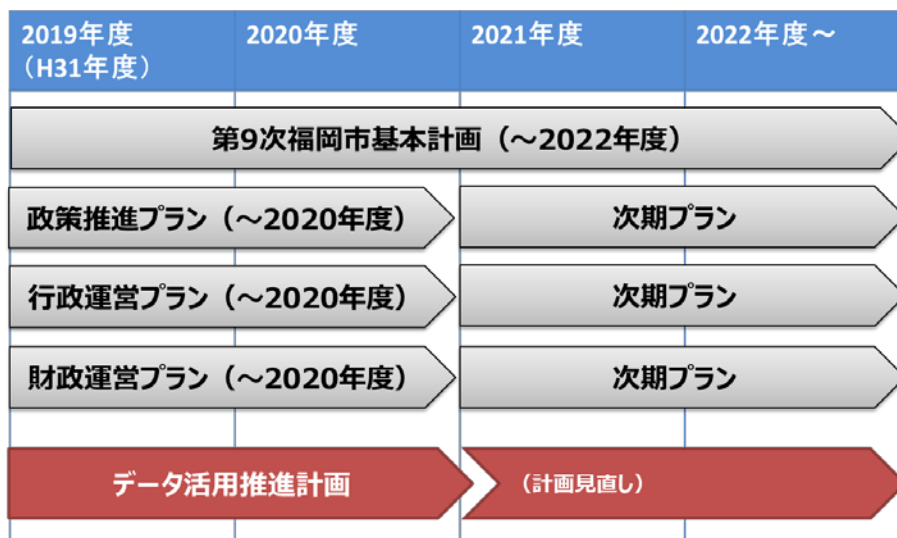 2019年度
（H31年度）
2020年度
2021年度
2022年度～
第9次福岡市基本計画（～2022年度）
政策推進プラン（～2020年度）
次期プラン
行政運営プラン（～2020年度）
次期プラン
財政運営プラン（～2020年度）
次期プラン
データ活用推進計画
（計画見直し）